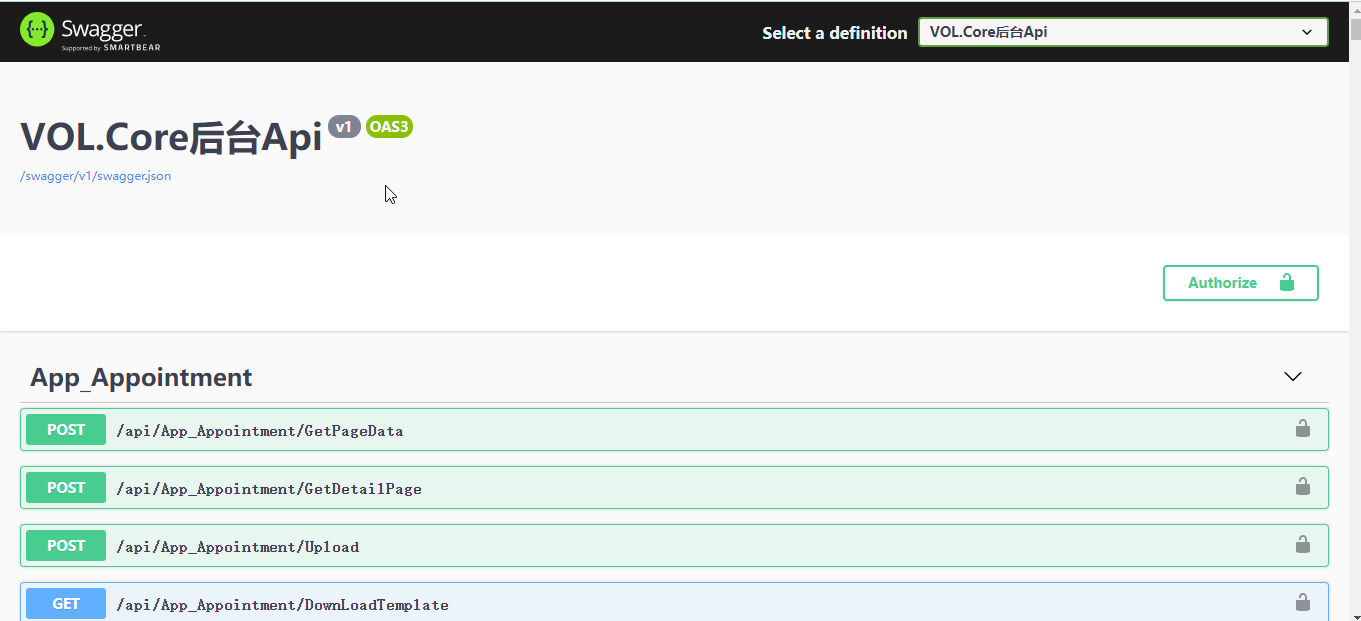 Swagger
Supported by SMARTBEAR
Select a definition
VOL.Core后台Api
VOL.Core后台Api v1 OAS3
/swagger/v1/swagger.json
Authorize
App_Appointment
POST /api/App_Appointment/GetPageData
POST /api/App_Appointment/GetDetailPage
POST /api/App_Appointment/Upload
GET /api/App_Appointment/DownLoadTemplate